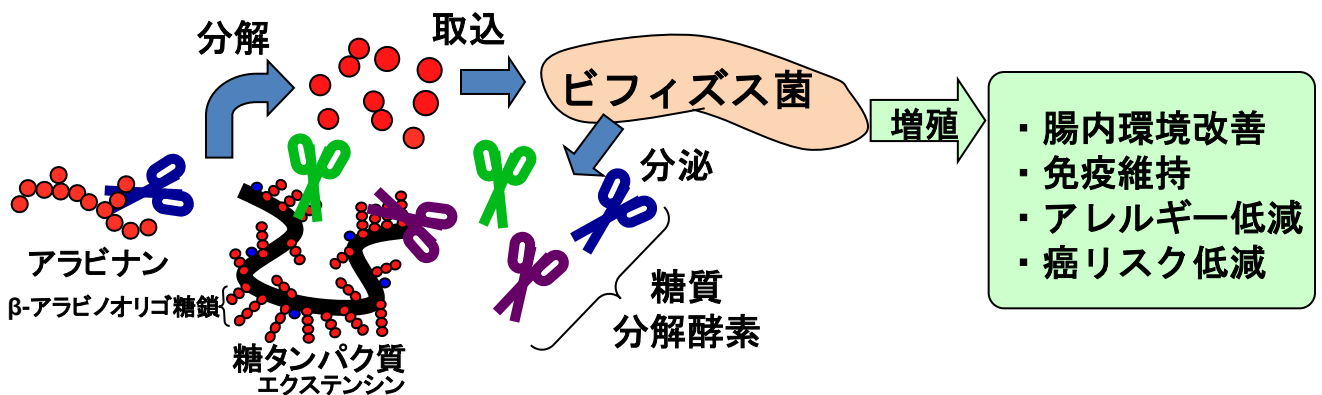 分解
取込
ビフィズス菌
増殖
・腸内環境改善
・免疫維持
・アレルギー低減
・癌リスク低減
分泌
アラビナン
β-アラビノオリゴ糖鎖
糖質
分解酵素
糖タンパク質
エクステンシン